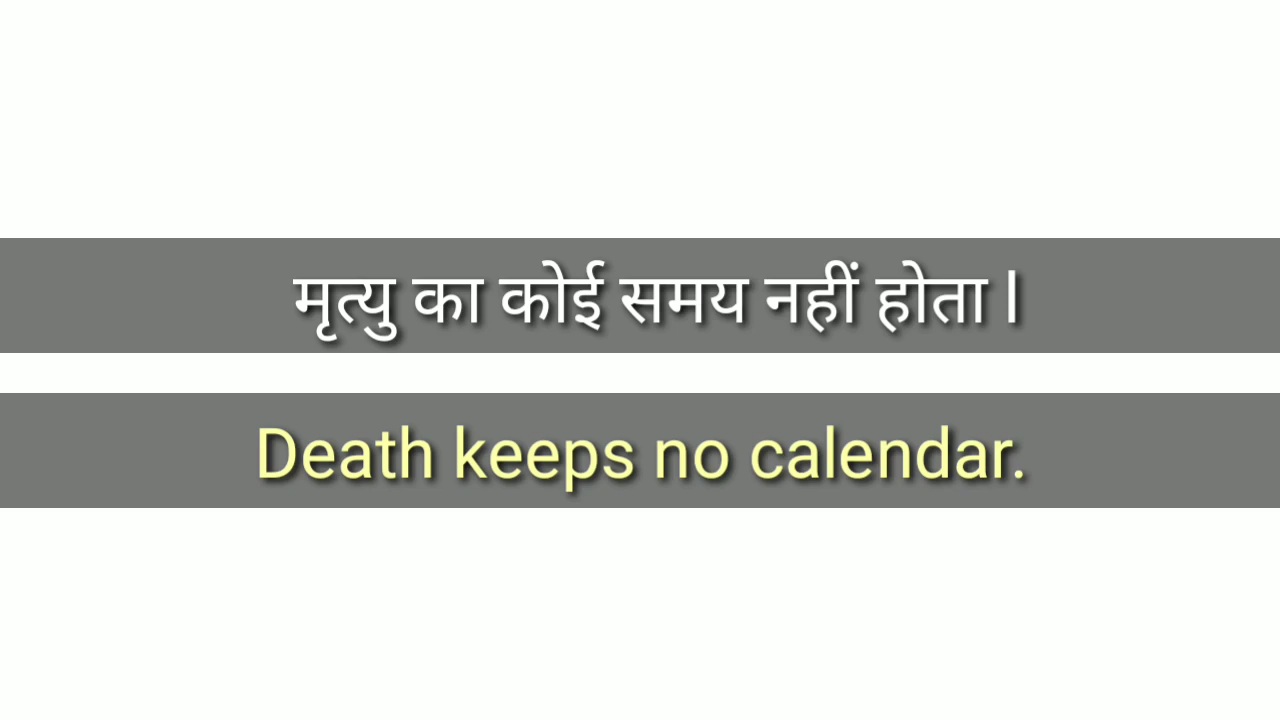 मृत्यु का कोई समय नहीं होता l
Death keeps no calendar.